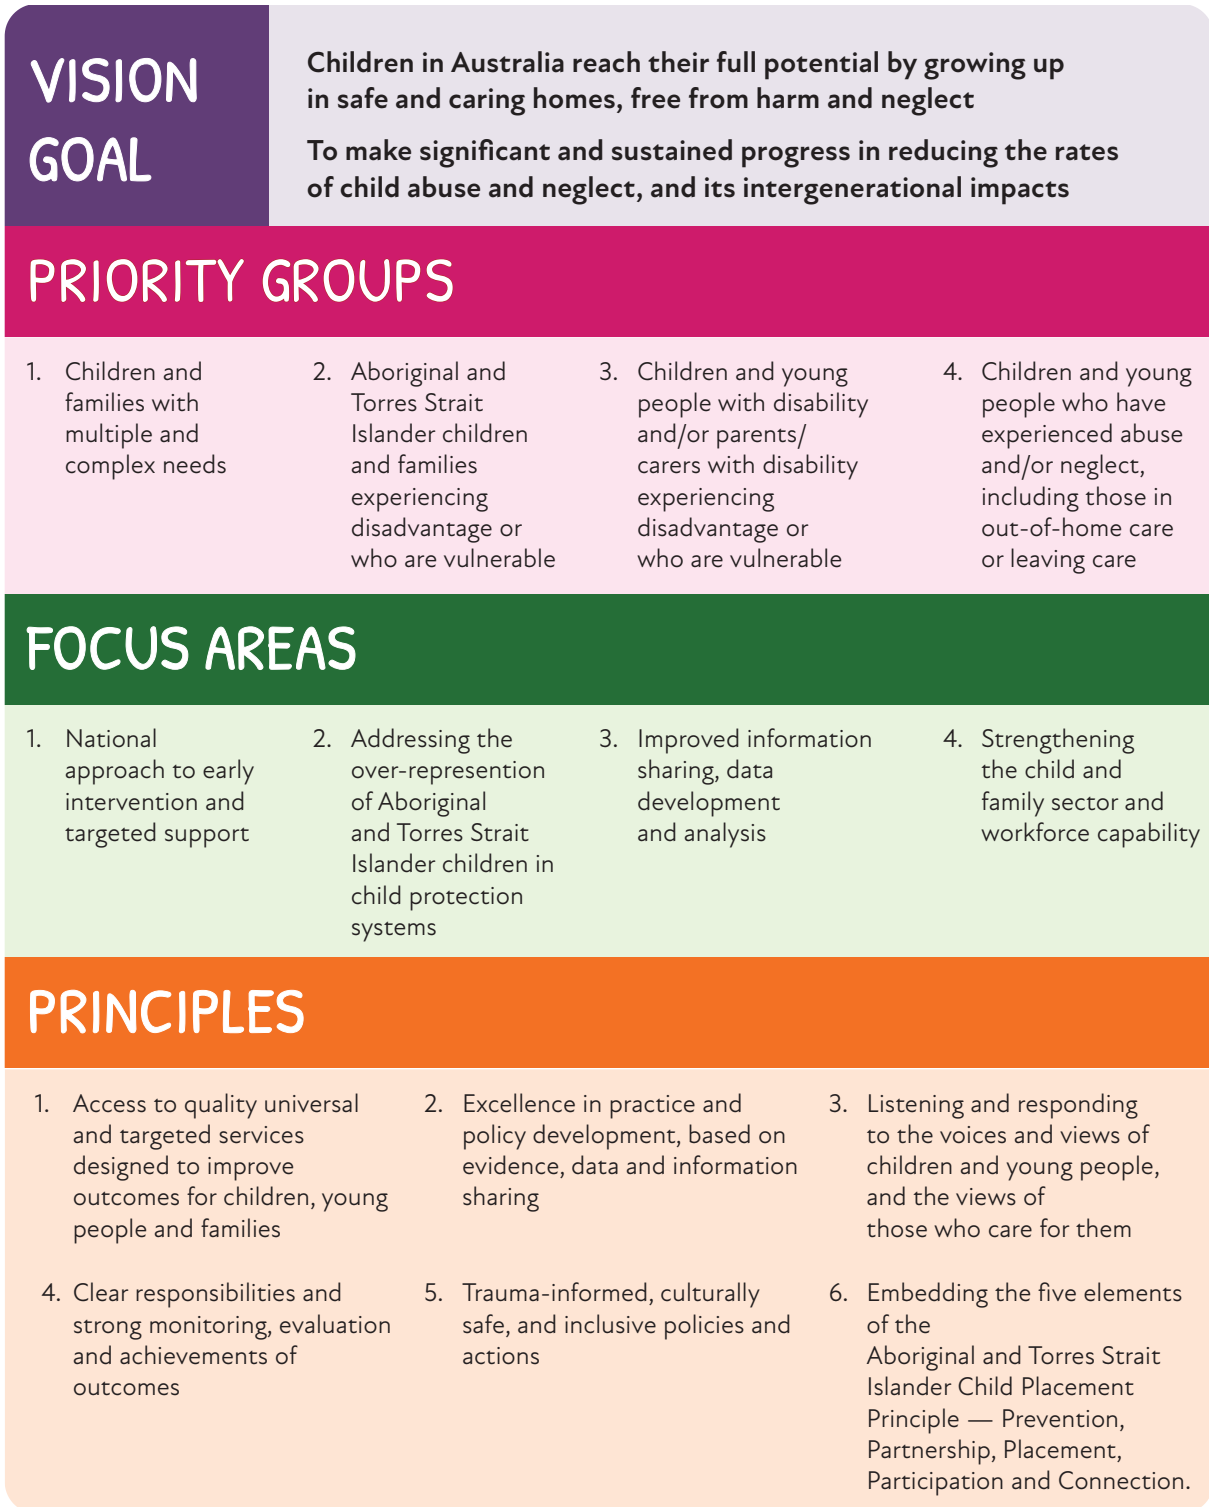 VISION
GOAL
Children in Australia reach their full potential by growing up
in safe and caring homes, free from harm and neglect
To make significant and sustained progress in reducing the rates
of child abuse and neglect, and its intergenerational impacts
PRIORITY GROUPS
1. Children and
families with
multiple and
complex needs
2. Aboriginal and
Torres Strait
Islander children
and families
experiencing
disadvantage or
who are vulnerable
3. Children and young
people with disability
and/or parents/
carers with disability
experiencing
disadvantage or
who are vulnerable
4. Children and young
people who have
experienced abuse
and/or neglect,
including those in
out-of-home care
or leaving care
FOCUS AREAS
1. National
approach to early
intervention and
targeted support
2. Addressing the
over-represention
of Aboriginal
and Torres Strait
Islander children in
child protection
systems
3. Improved information
sharing, data
development
and analysis
4. Strengthening
the child and
family sector and
workforce capability
PRINCIPLES
1. Access to quality universal
and targeted services
designed to improve
outcomes for children, young
people and families
2. Excellence in practice and
policy development, based on
evidence, data and information
sharing
3. Listening and responding
to the voices and views of
children and young people,
and the views of
those who care for them
4. Clear responsibilities and
strong monitoring, evaluation
and achievements of
outcomes
5. Trauma-informed, culturally
safe, and inclusive policies and
actions
6. Embedding the five elements
of the
Aboriginal and Torres Strait
Islander Child Placement
Principle — Prevention,
Partnership, Placement,
Participation and Connection.